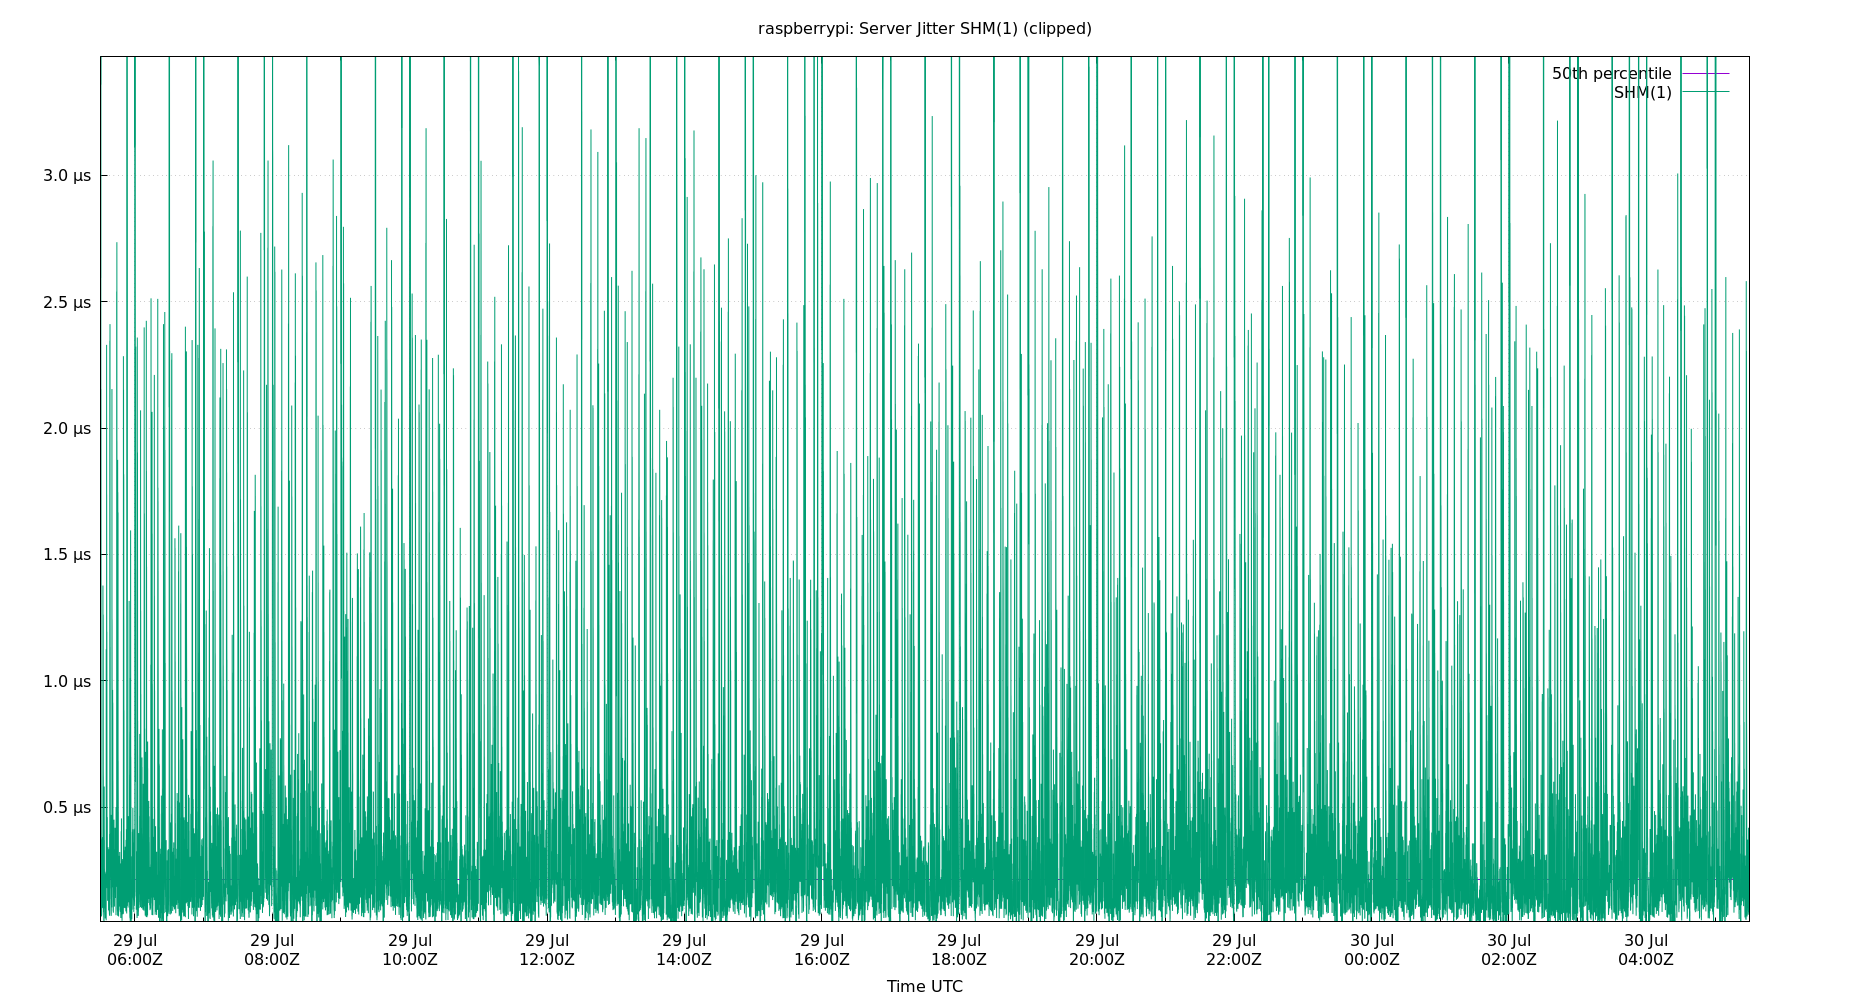 raspberrypi: Server Jitter SHM(1) (clipped)
50th percentile
SHM(1)
3.0 µs
2.5 µs
2.0 µs
1.5 µs
1.0 µs
0.5 µs
29 Jul 29 Jul 29 Jul 29 Jul 29 Jul 29 Jul 29 Jul 29 Jul 29 Jul 30 Jul 30 Jul 30 Jul
06:00Z 08:00Z 10:00Z 12:00Z 14:00Z 16:00Z 18:00Z 20:00Z 22:00Z 00:00Z 02:00Z 04:00Z
Time UTC